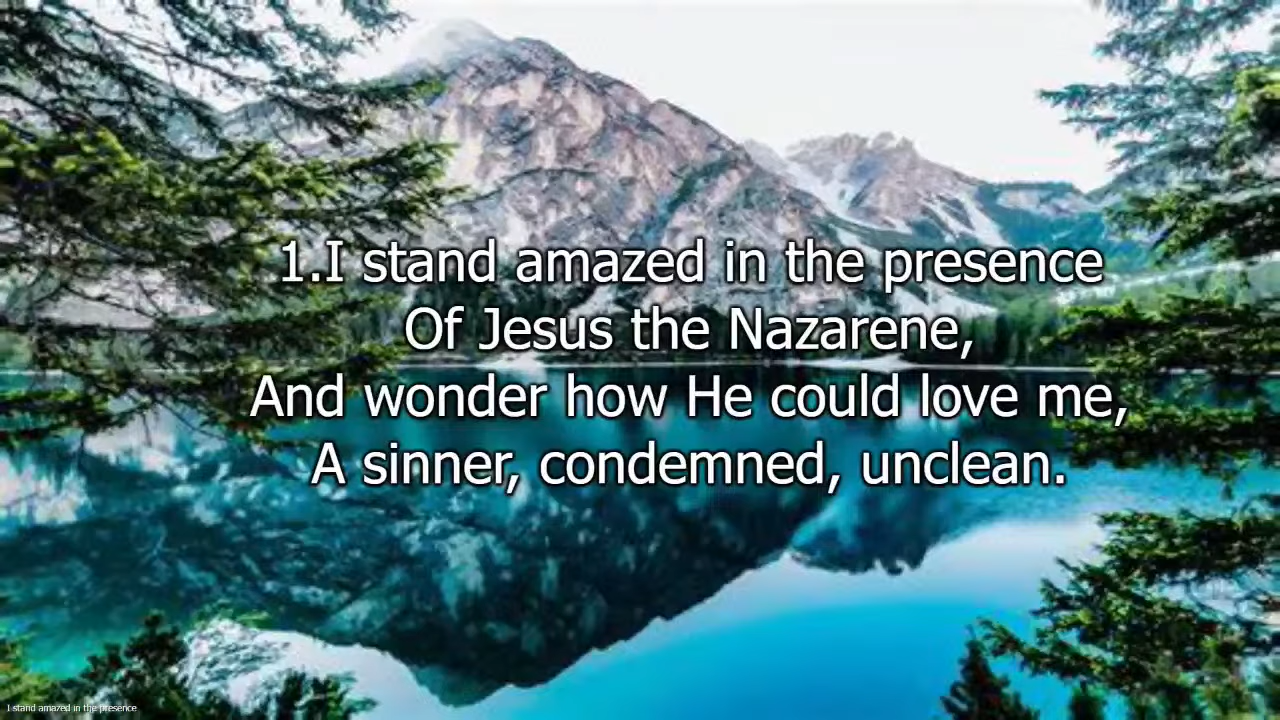 1.I stand amazed in the presence
Of Jesus the Nazarene,
And wonder how He could love me,
A sinner, condemned, unclean.
I stand amazed in the presence